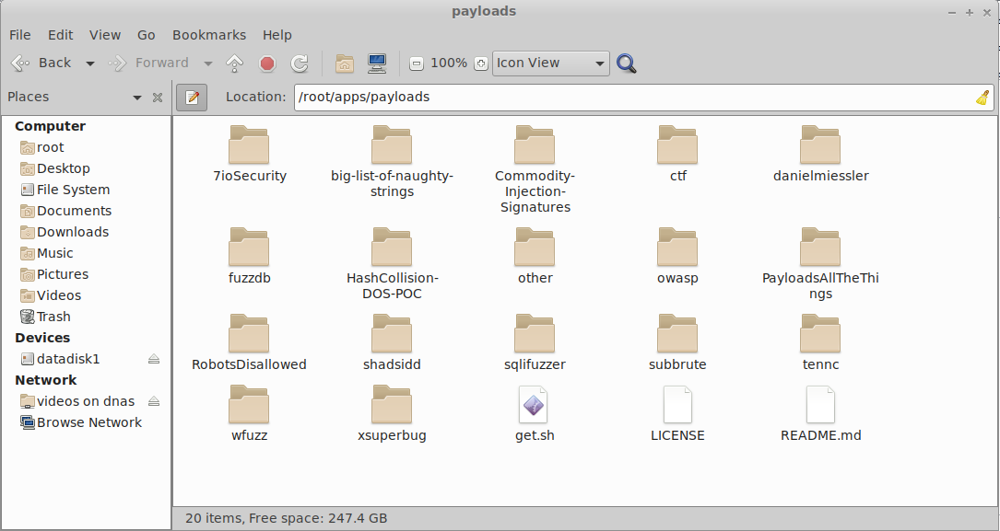 payloads
File Edit View Go Bookmarks Help
Back Forward 100% Icon View
Places Location: /root/apps/payloads
Computer
root
Desktop
File System
Documents
Downloads
Music
Pictures
Videos
Trash
Devices
datadisk1
Network
videos on dnas
Browse Network
7ioSecurity
big-list-of-naughty-
strings
Commodity-
Injection-
Signatures
ctf
danielmiessler
fuzzdb
HashCollision-
DOS-POC
other
owasp
PayloadsAllTheThi
ngs
RobotsDisallowed
shadsidd
sqlifuzzer
subbrute
tennc
wfuzz
xsuperbug
get.sh
LICENSE
README.md
20 items, Free space: 247.4 GB